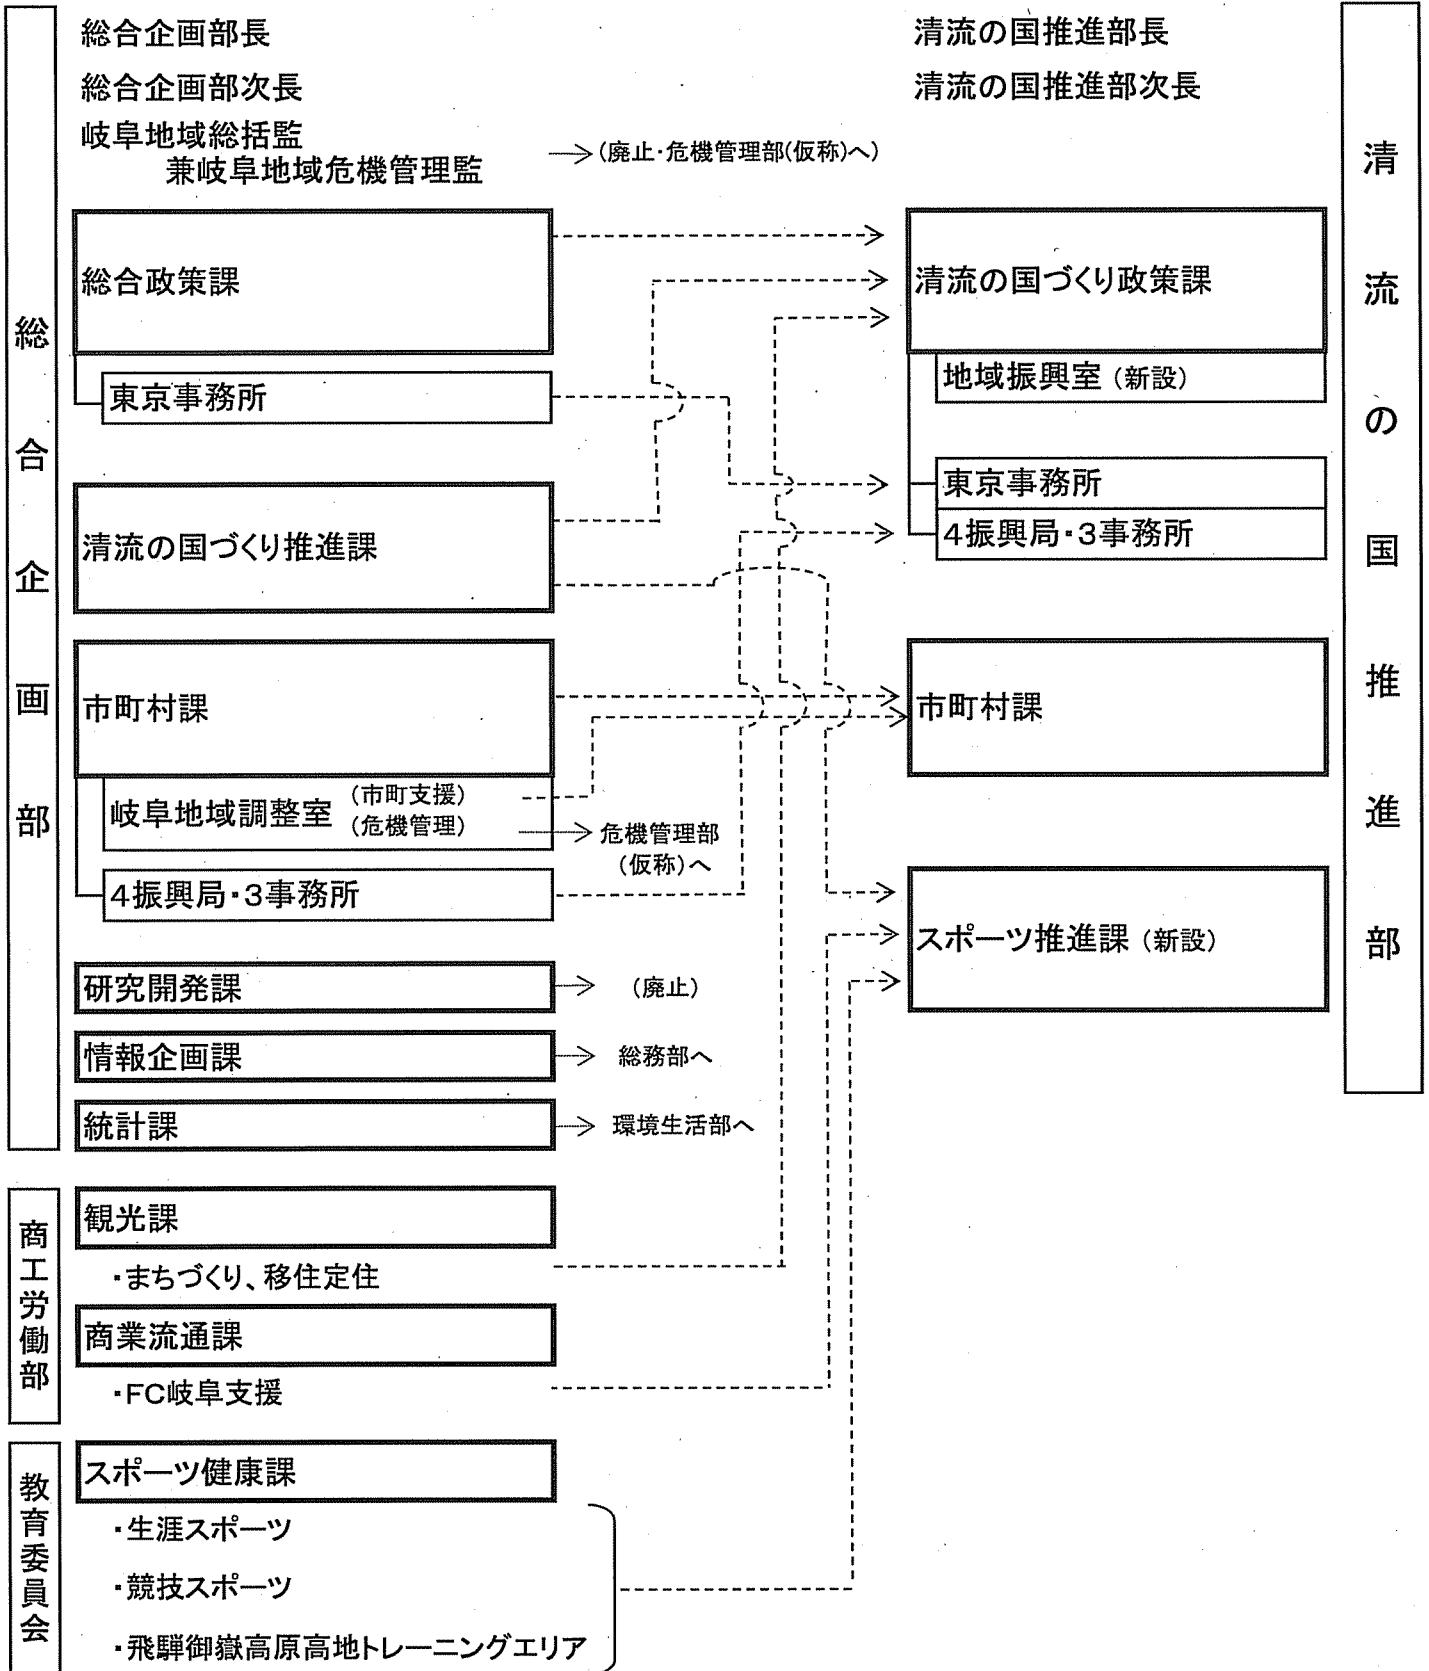 総合企画部
総合企画部長
総合企画部次長
岐阜地域総括監
兼岐阜地域危機管理監
→(廃止・危機管理部(仮称)へ)
総合政策課
東京事務所
清流の国づくり推進課
市町村課
岐阜地域調整室
(市町支援)
(危機管理)
危機管理部
(仮称)へ
4振興局・3事務所
研究開発課
(廃止)
情報企画課
総務部へ
統計課
環境生活部へ
商工労働部
観光課
・まちづくり、移住定住
商業流通課
・FC岐阜支援
教育委員会
スポーツ健康課
・生涯スポーツ
・競技スポーツ
・飛騨御嶽高原高地トレーニングエリア
清流の国推進部長
清流の国推進部次長
清流の国づくり政策課
地域振興室(新設)
東京事務所
4振興局・3事務所
市町村課
スポーツ推進課(新設)
清流の国推進部